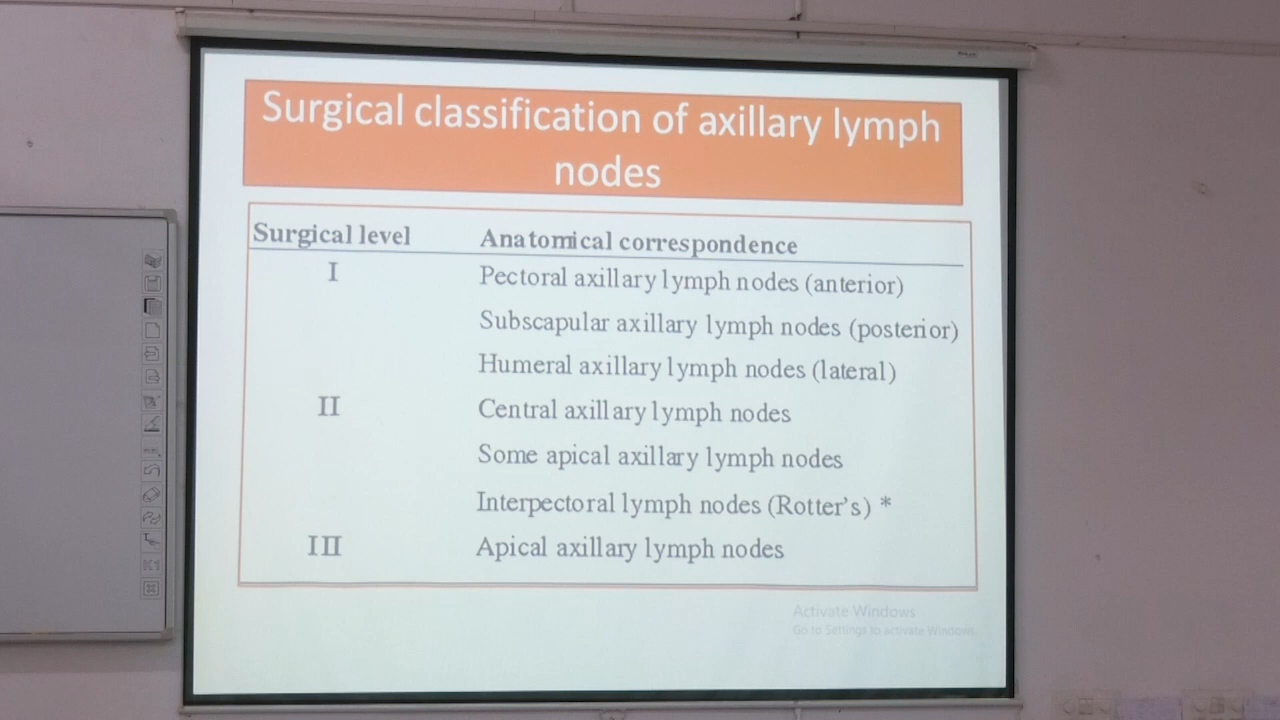 Surgical classification of axillary lymph
nodes
Surgical level Anatomical correspondence
I Pectoral axillary lymph nodes (anterior)
Subscapular axillary lymph nodes (posterior)
Humeral axillary lymph nodes (lateral)
II Central axillary lymph nodes
Some apical axillary lymph nodes
Interpectoral lymph nodes (Rotter's) *
III Apical axillary lymph nodes
Activate Windows
Go to Settings to activate Windows.